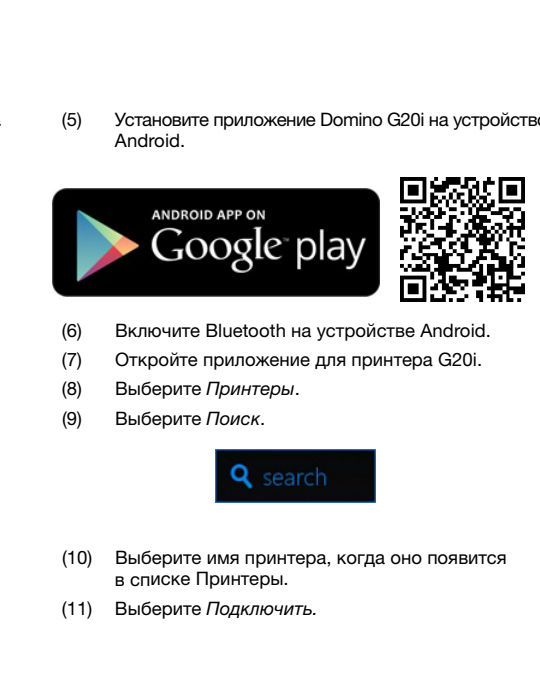 (5) Установите приложение Domino G20i на устройство
Android.
ANDROID APP ON
Google play
(6) Включите Bluetooth на устройстве Android.
(7) Откройте приложение для принтера G20i.
(8) Выберите Принтеры.
(9) Выберите Поиск.
search
(10) Выберите имя принтера, когда оно появится
в списке Принтеры.
(11) Выберите Подключить.